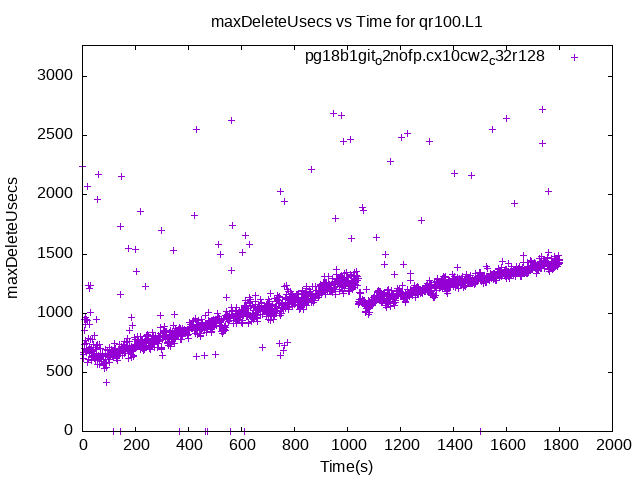 maxDeleteUsecs vs Time for qr100.L1
pg18b1git_o2nofp.cx10cw2_c32r128
3000
2500
2000
1500
1000
500
0
maxDeleteUsecs
0 200 400 600 800 1000 1200 1400 1600 1800 2000
Time(s)